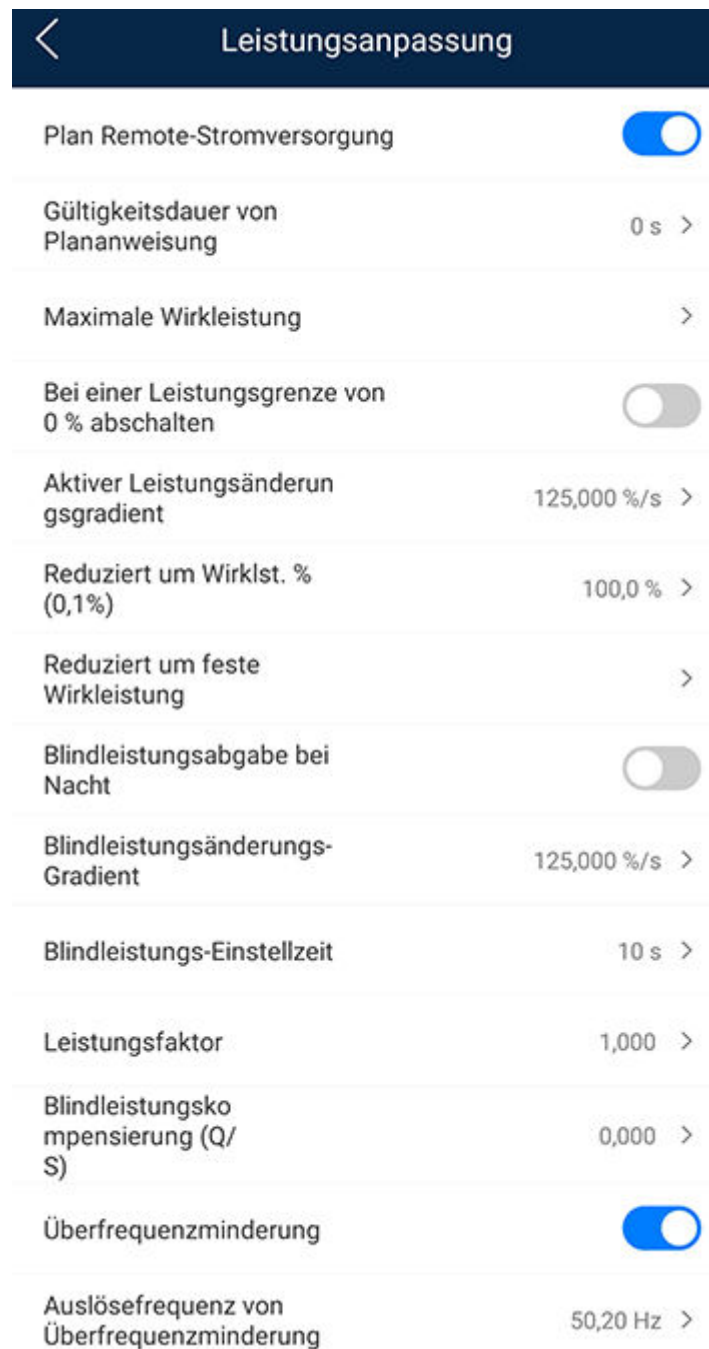 Leistungsanpassung
Plan Remote-Stromversorgung
Gültigkeitsdauer von
Plananweisung
0 s
Maximale Wirkleistung
Bei einer Leistungsgrenze von
0 % abschalten
Aktiver Leistungsänderun
gsgradient
125,000 %/s
Reduziert um Wirklst. %
(0,1%)
100,0 %
Reduziert um feste
Wirkleistung
Blindleistungsabgabe bei
Nacht
Blindleistungsänderungs-
Gradient
125,000 %/s
Blindleistungs-Einstellzeit
10 s
Leistungsfaktor
1,000
Blindleistungsko
mpensierung (Q/
S)
0,000
Überfrequenzminderung
Auslösefrequenz von
Überfrequenzminderung
50,20 Hz